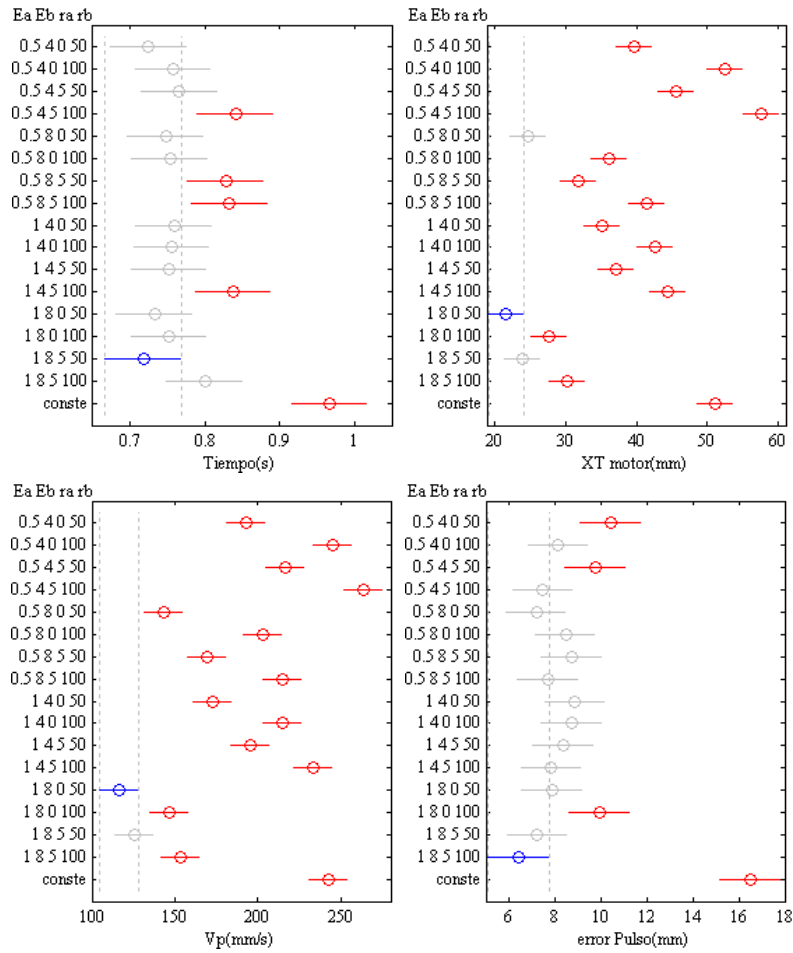 Ea Eb ra rb
0.5 4 0 50
0.5 4 0 100
0.5 4 5 50
0.5 4 5 100
0.5 8 0 50
0.5 8 0 100
0.5 8 5 50
0.5 8 5 100
1 4 0 50
1 4 0 100
1 4 5 50
1 4 5 100
1 8 0 50
1 8 0 100
1 8 5 50
1 8 5 100
conste
0.7 0.8 0.9 1
Tiempo(s)
Ea Eb ra rb
0.5 4 0 50
0.5 4 0 100
0.5 4 5 50
0.5 4 5 100
0.5 8 0 50
0.5 8 0 100
0.5 8 5 50
0.5 8 5 100
1 4 0 50
1 4 0 100
1 4 5 50
1 4 5 100
1 8 0 50
1 8 0 100
1 8 5 50
1 8 5 100
conste
20 30 40 50 60
XT motor(mm)
Ea Eb ra rb
0.5 4 0 50
0.5 4 0 100
0.5 4 5 50
0.5 4 5 100
0.5 8 0 50
0.5 8 0 100
0.5 8 5 50
0.5 8 5 100
1 4 0 50
1 4 0 100
1 4 5 50
1 4 5 100
1 8 0 50
1 8 0 100
1 8 5 50
1 8 5 100
conste
100 150 200 250
Vp(mm/s)
Ea Eb ra rb
0.5 4 0 50
0.5 4 0 100
0.5 4 5 50
0.5 4 5 100
0.5 8 0 50
0.5 8 0 100
0.5 8 5 50
0.5 8 5 100
1 4 0 50
1 4 0 100
1 4 5 50
1 4 5 100
1 8 0 50
1 8 0 100
1 8 5 50
1 8 5 100
conste
6 8 10 12 14 16 18
error Pulso(mm)